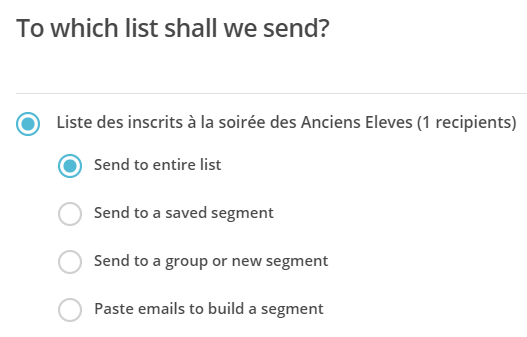 To which list shall we send?
Liste des inscrits à la soirée des Anciens Eleves (1 recipients)
Send to entire list
Send to a saved segment
Send to a group or new segment
Paste emails to build a segment